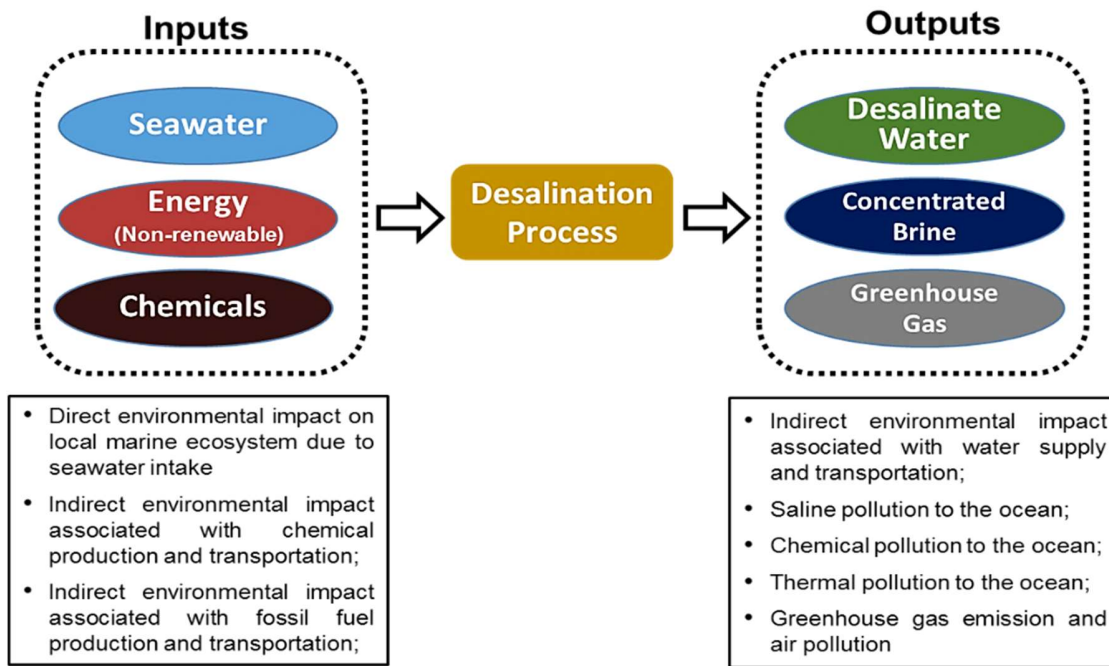 Inputs
Seawater
Energy
(Non-renewable)
Chemicals
• Direct environmental impact on
local marine ecosystem due to
seawater intake
• Indirect environmental impact
associated with chemical
production and transportation;
• Indirect environmental impact
associated with fossil fuel
production and transportation;
Desalination
Process
Outputs
Desalinate
Water
Concentrated
Brine
Greenhouse
Gas
• Indirect environmental impact
associated with water supply
and transportation;
• Saline pollution to the ocean;
• Chemical pollution to the ocean;
• Thermal pollution to the ocean;
• Greenhouse gas emission and
air pollution